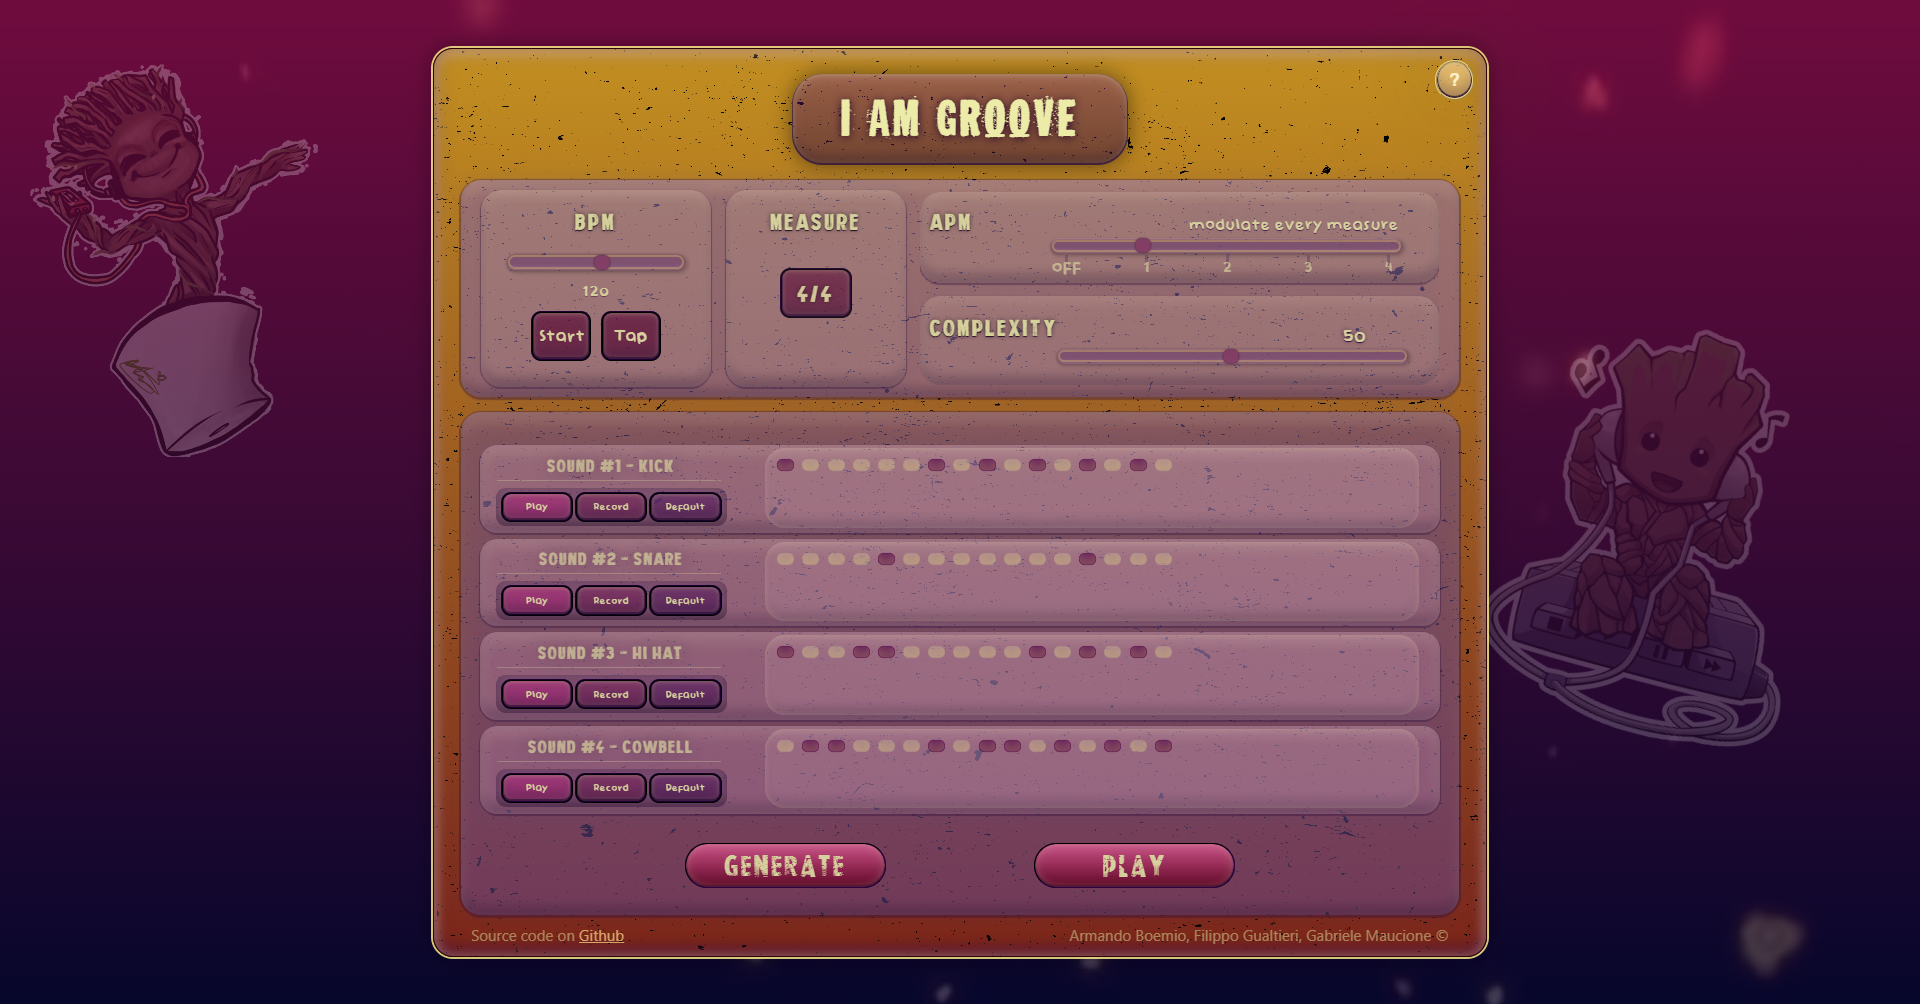 I AM GROOVE
?
BPM
120
Start
Tap
MEASURE
4/4
APM
modulate every measure
OFF 1 2 3 4
COMPLEXITY
50
SOUND #1 - KICK
Play Record Default
SOUND #2 - SNARE
Play Record Default
SOUND #3 - HI HAT
Play Record Default
SOUND #4 - COWBELL
Play Record Default
GENERATE
PLAY
Source code on Github
Armando Boemio, Filippo Gualtieri, Gabriele Maucione ©